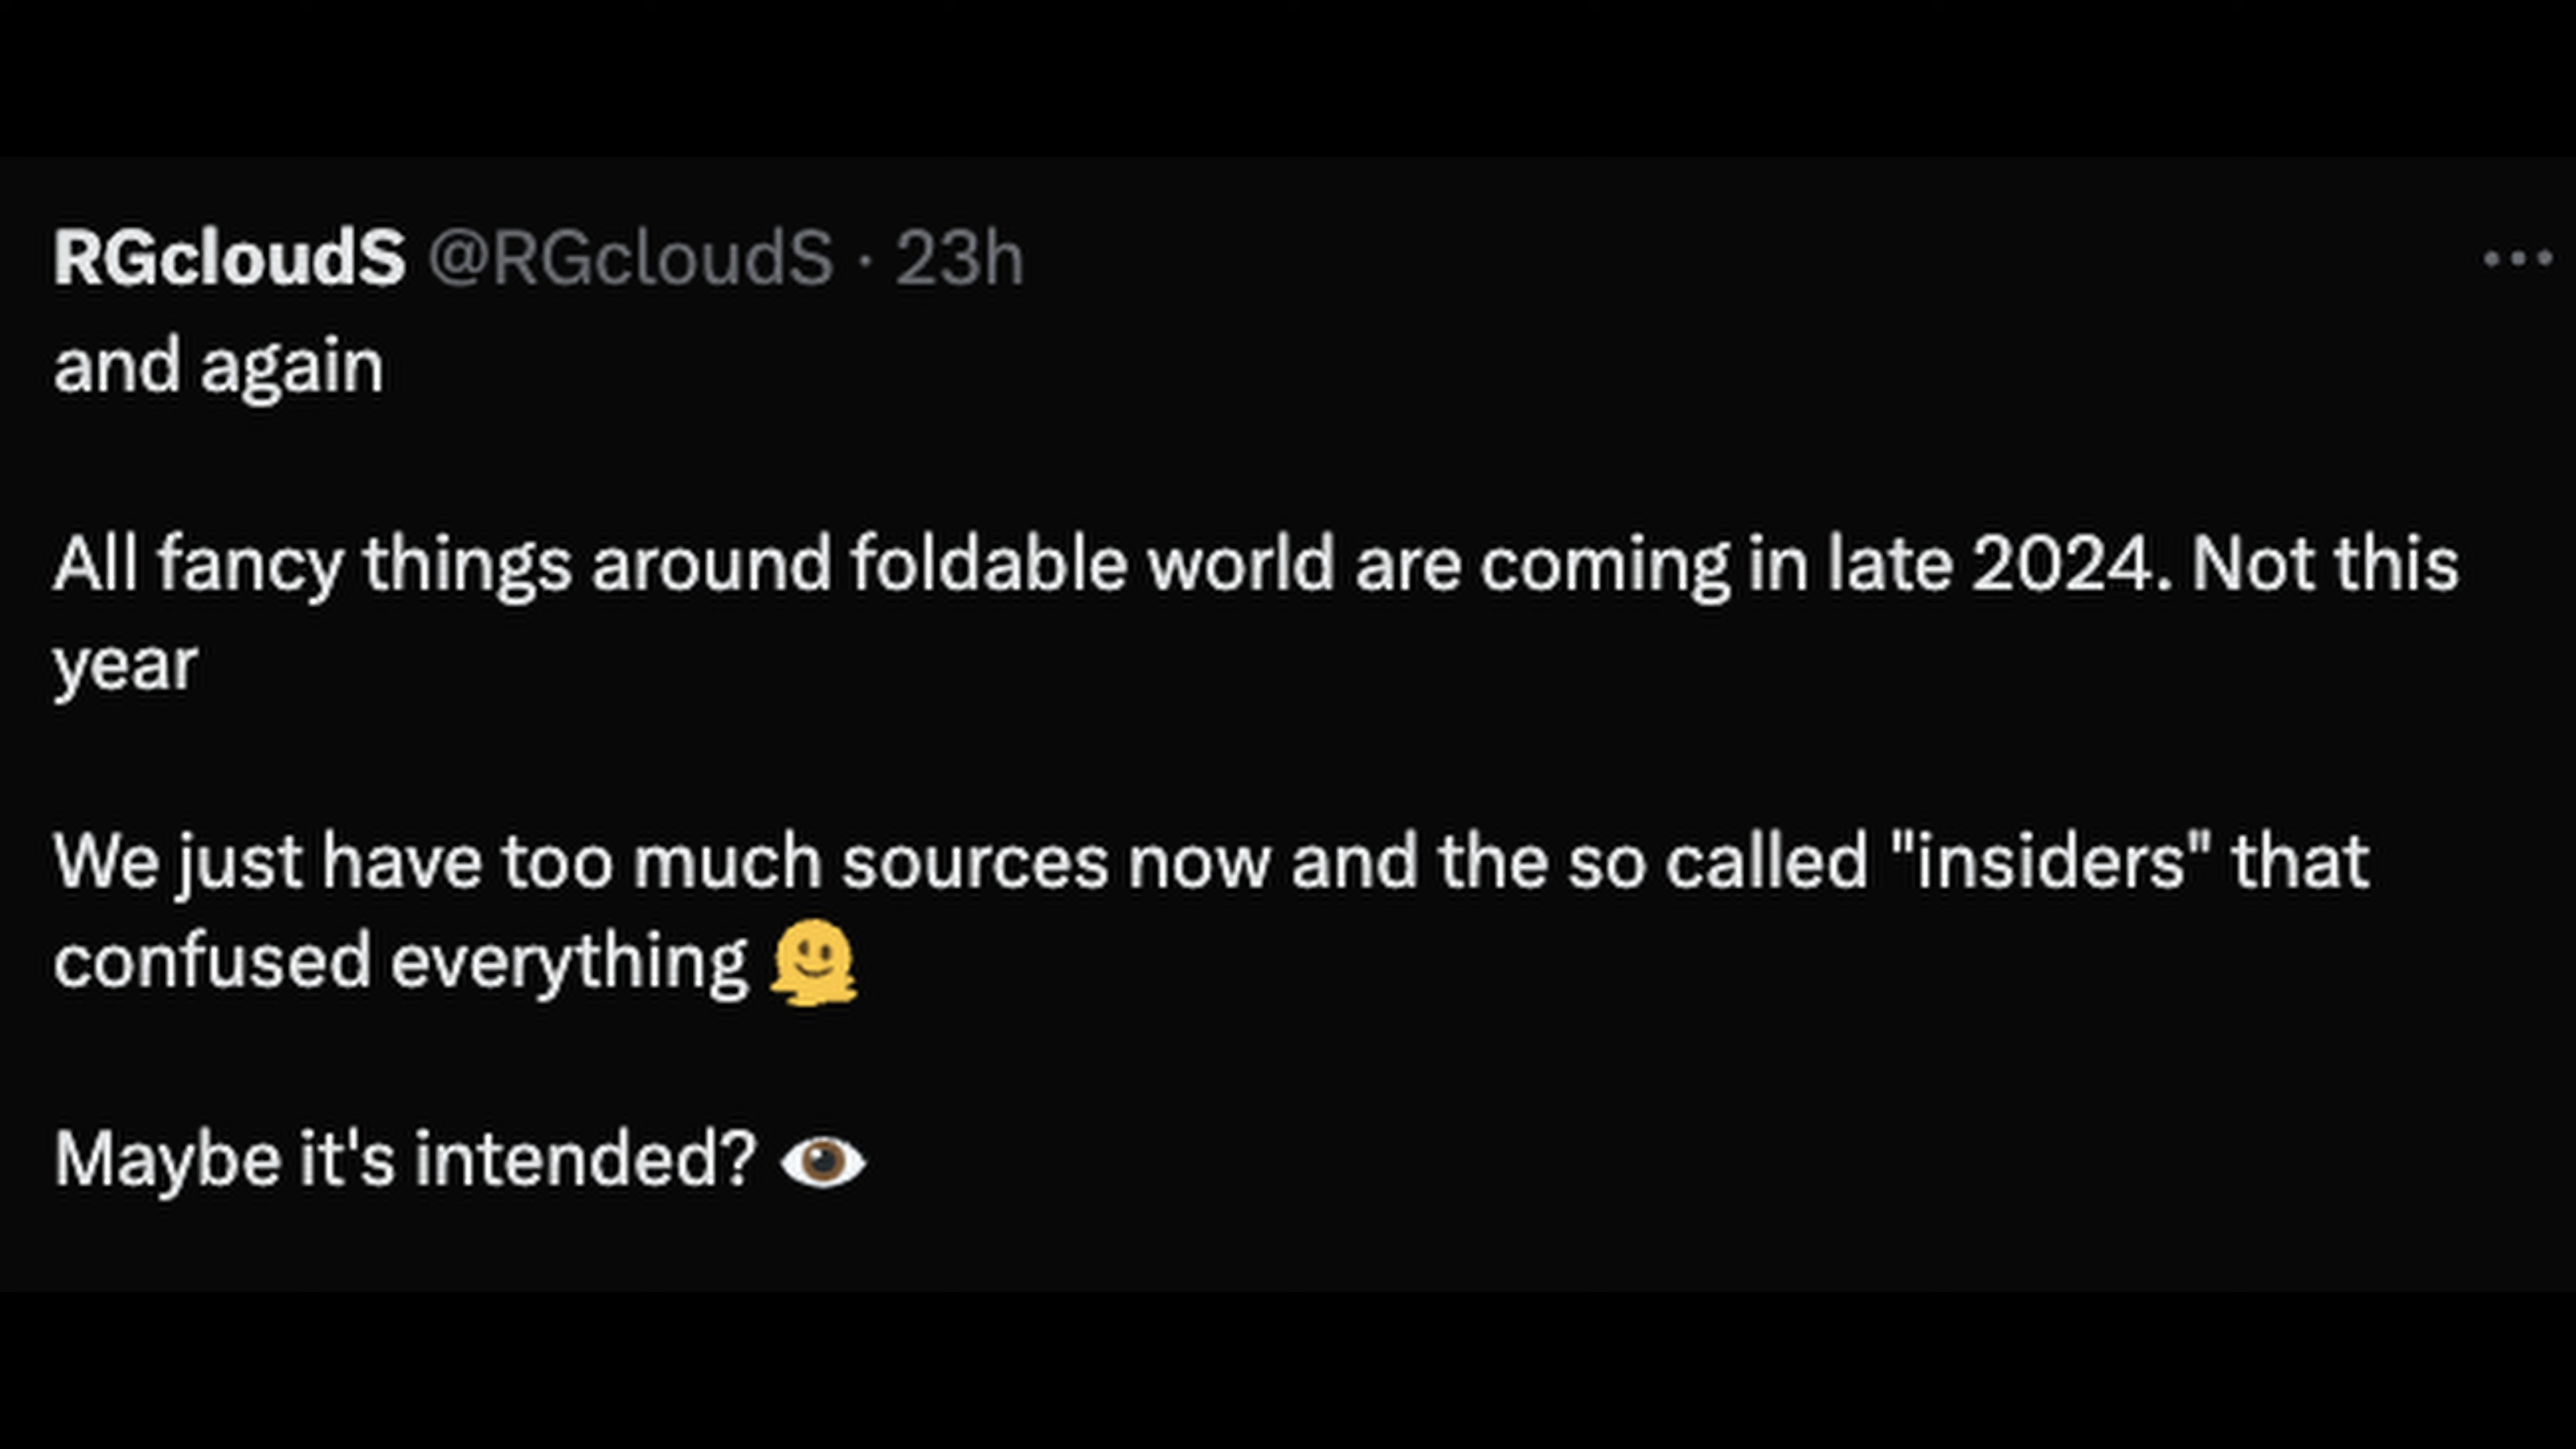 RGcloudS @RGcloudS · 23h
and again
All fancy things around foldable world are coming in late 2024. Not this
year
We just have too much sources now and the so called "insiders" that
confused everything 🫠
Maybe it's intended? 👁️